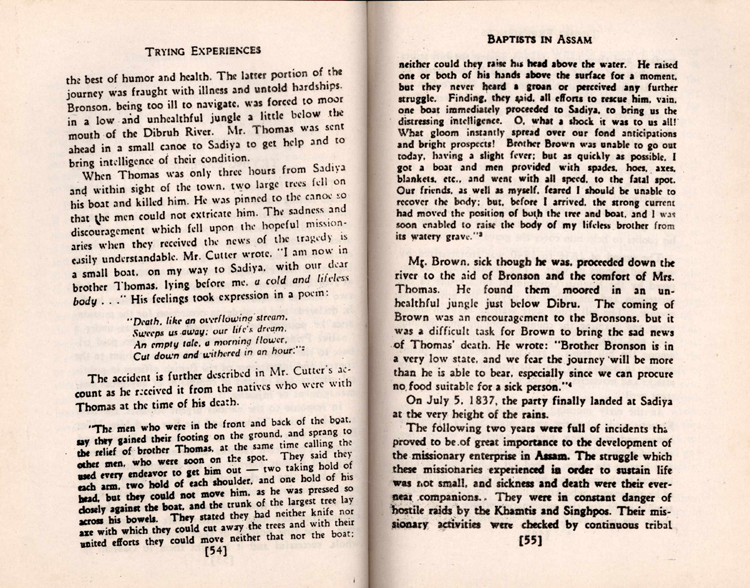 TRYING EXPERIENCES
the best of humor and health. The latter portion of the
journey was fraught with illness and untold hardships.
Bronson, being too ill to navigate, was forced to moor
in a low and unhealthful jungle a little below the
mouth of the Dibruh River. Mr. Thomas was sent
ahead in a small canoe to Sadiya to get help and to
bring intelligence of their condition.
When Thomas was only three hours from Sadiya
and within sight of the town, two large trees fell on
his boat and killed him. He was pinned to the canoe so
that the men could not extricate him. The sadness and
discouragement which fell upon the hopeful mission-
aries when they received the news of the tragedy is
easily understandable. Mr. Cutter wrote, "I am now in
a small boat, on my way to Sadiya, with our dear
brother Thomas, lying before me, a cold and lifeless
body . . ." His feelings took expression in a poem:
"Death, like an overflowing stream,
Sweeps us away; our life's dream,
An empty tale, a morning flower,
Cut down and withered in an hour."²
The accident is further described in Mr. Cutter's ac-
count as he received it from the natives who were with
Thomas at the time of his death.
"The men who were in the front and back of the boat,
say they gained their footing on the ground, and sprang to
the relief of brother Thomas, at the same time calling the
other men, who were soon on the spot. They said they
used every endeavor to get him out — two taking hold of
each arm, two hold of each shoulder, and one hold of his
head, but they could not move him, as he was pressed so
closely against the boat, and the trunk of the largest tree lay
across his bowels. They stated they had neither knife nor
axe with which they could cut away the trees and with their
united efforts they could move neither that nor the boat;
[54]
BAPTISTS IN ASSAM
neither could they raise his head above the water. He raised
one or both of his hands above the surface for a moment,
but they never heard a groan or perceived any further
struggle. Finding, they said, all efforts to rescue him, vain,
one boat immediately proceeded to Sadiya, to bring us the
distressing intelligence. O, what a shock it was to us all!
What gloom instantly spread over our fond anticipations
and bright prospects! Brother Brown was unable to go out
today, having a slight fever; but as quickly as possible, I
got a boat and men provided with spades, hoes, axes,
blankets, etc., and went with all speed, to the fatal spot.
Our friends, as well as myself, feared I should be unable to
recover the body; but, before I arrived, the strong current
had moved the position of both the tree and boat, and I was
soon enabled to raise the body of my lifeless brother from
its watery grave."³
Mr. Brown, sick though he was, proceeded down the
river to the aid of Bronson and the comfort of Mrs.
Thomas. He found them moored in an un-
healthful jungle just below Dibru. The coming of
Brown was an encouragement to the Bronsons, but it
was a difficult task for Brown to bring the sad news
of Thomas' death. He wrote: "Brother Bronson is in
a very low state, and we fear the journey will be more
than he is able to bear, especially since we can procure
no food suitable for a sick person."⁴
On July 5, 1837, the party finally landed at Sadiya
at the very height of the rains.
The following two years were full of incidents tha
proved to be of great importance to the development of
the missionary enterprise in Assam. The struggle which
these missionaries experienced in order to sustain life
was not small, and sickness and death were their ever-
near companions. They were in constant danger of
hostile raids by the Khamtis and Singhpos. Their mis-
sionary activities were checked by continuous tribal
[55]